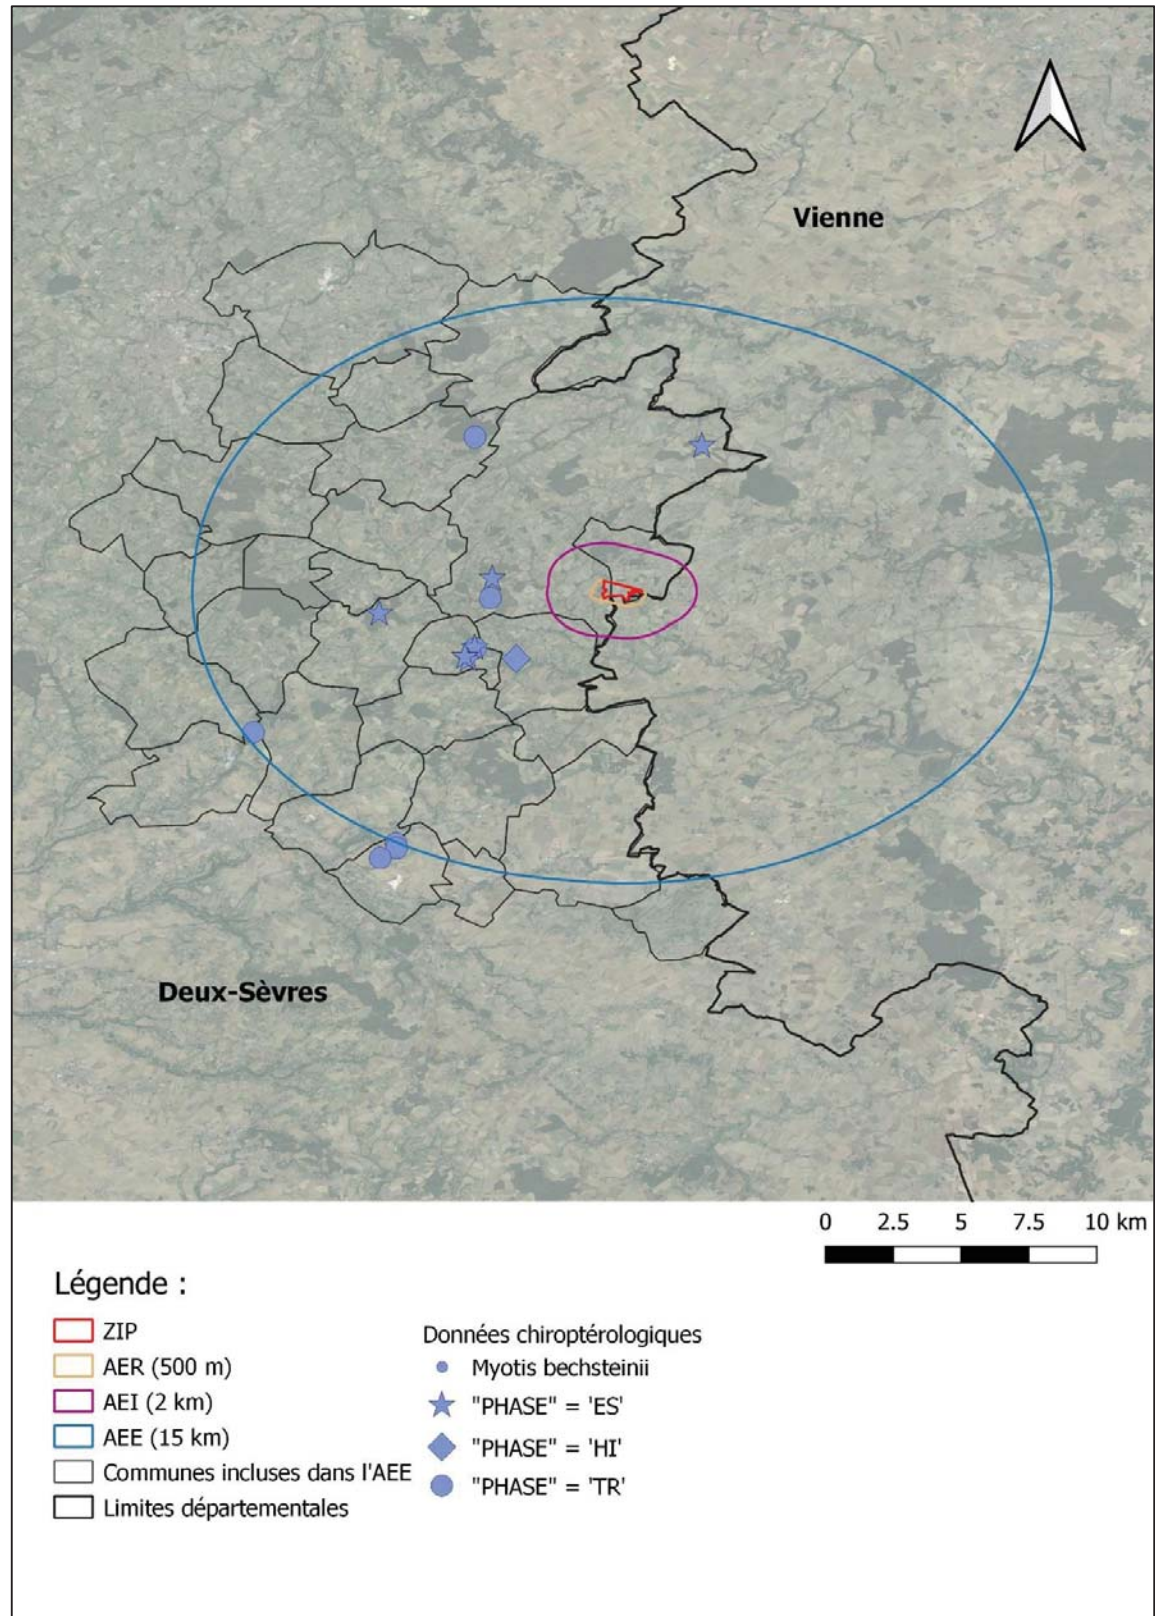 Vienne
Deux-Sèvres
0 2.5 5 7.5 10 km
Légende :
ZIP
AER (500 m)
AEI (2 km)
AEE (15 km)
Communes incluses dans l'AEE
Limites départementales
Données chiroptérologiques
Myotis bechsteinii
"PHASE" = 'ES'
"PHASE" = 'HI'
"PHASE" = 'TR'